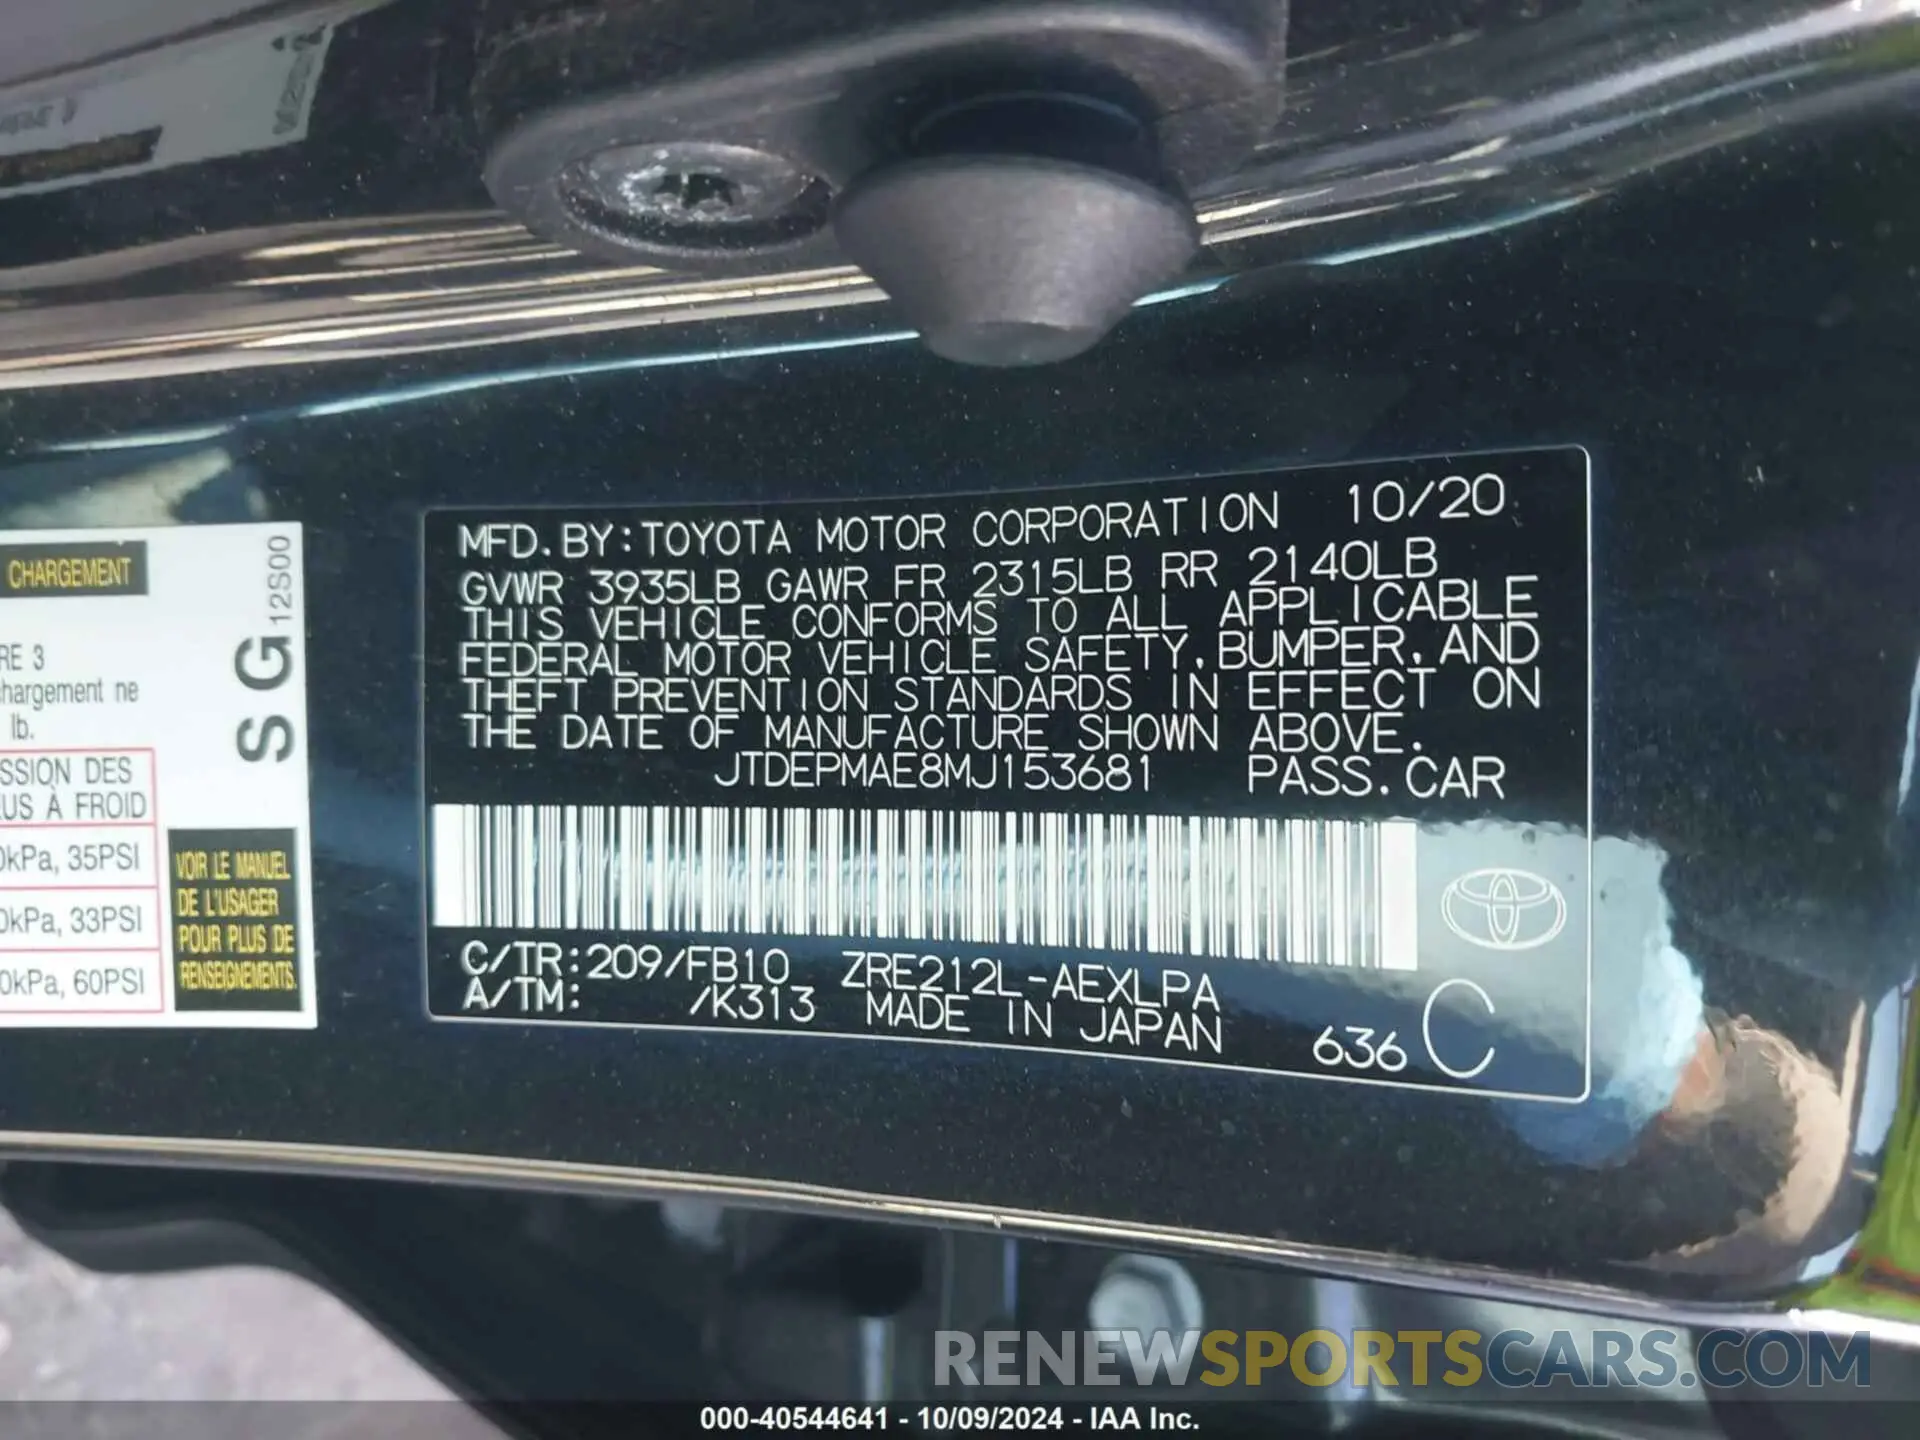 CHARGEMENT
RE 3
chargement ne
lb.
SSION DES
US À FROID
0kPa, 35PSI
0kPa, 33PSI
0kPa, 60PSI
SG 12S00
VOIR LE MANUEL
DE L'USAGER
POUR PLUS DE
RENSEIGNEMENTS.
MFD. BY: TOYOTA MOTOR CORPORATION 10/20
GVWR 3935LB GAWR FR 2315LB RR 2140LB
THIS VEHICLE CONFORMS TO ALL APPLICABLE
FEDERAL MOTOR VEHICLE SAFETY, BUMPER, AND
THEFT PREVENTION STANDARDS IN EFFECT ON
THE DATE OF MANUFACTURE SHOWN ABOVE.
JTDEPMAE8MJ153681 PASS. CAR
C/TR: 209/FB10 ZRE212L-AEXLPA
A/TM: /K313 MADE IN JAPAN 636 C
RENEWSPORTSCARS.COM
000-40544641 - 10/09/2024 - IAA Inc.